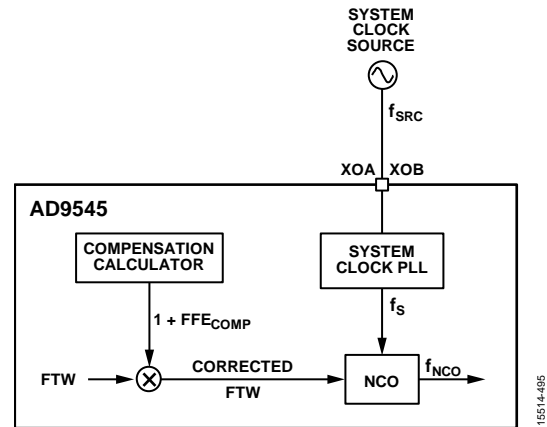 SYSTEM
CLOCK
SOURCE
fSRC
XOA XOB
AD9545
COMPENSATION
CALCULATOR
SYSTEM
CLOCK PLL
1 + FFECOMP
fS
FTW
CORRECTED
FTW
NCO
fNCO
15514-495